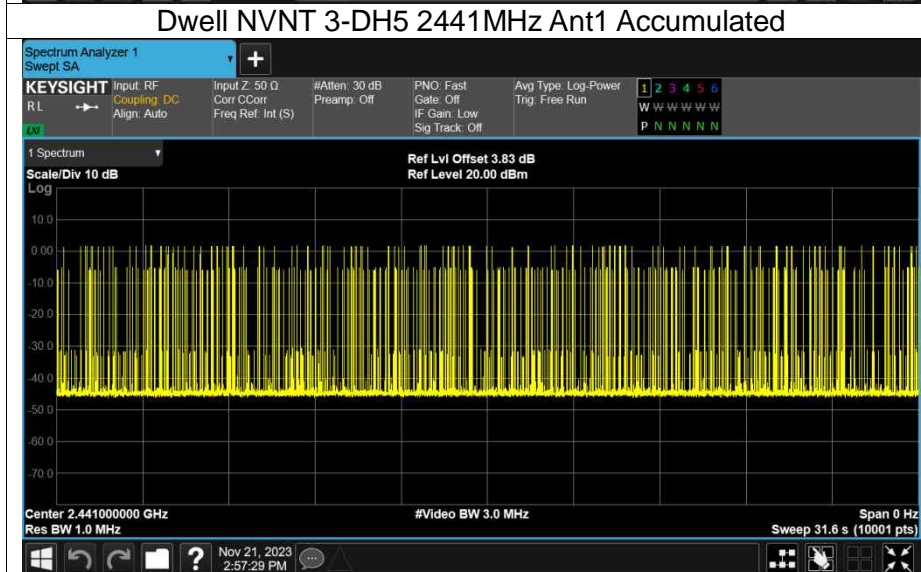 Dwell NVNT 3-DH5 2441MHz Ant1 Accumulated
Spectrum Analyzer 1
Swept SA
+
KEYSIGHT
RL
LXI
Input: RF
Coupling: DC
Align: Auto
Input Z: 50 Ω
Corr CCorr
Freq Ref: Int (S)
#Atten: 30 dB
Preamp: Off
PNO: Fast
Gate: Off
IF Gain: Low
Sig Track: Off
Avg Type: Log-Power
Trig: Free Run
1 2 3 4 5 6
W W W W W W
P N N N N N
1 Spectrum
Scale/Div 10 dB
Ref Lvl Offset 3.83 dB
Ref Level 20.00 dBm
Log
10.0
0.00
-10.0
-20.0
-30.0
-40.0
-50.0
-60.0
-70.0
Center 2.441000000 GHz
#Video BW 3.0 MHz
Span 0 Hz
Res BW 1.0 MHz
Sweep 31.6 s (10001 pts)
?
Nov 21, 2023
2:57:29 PM